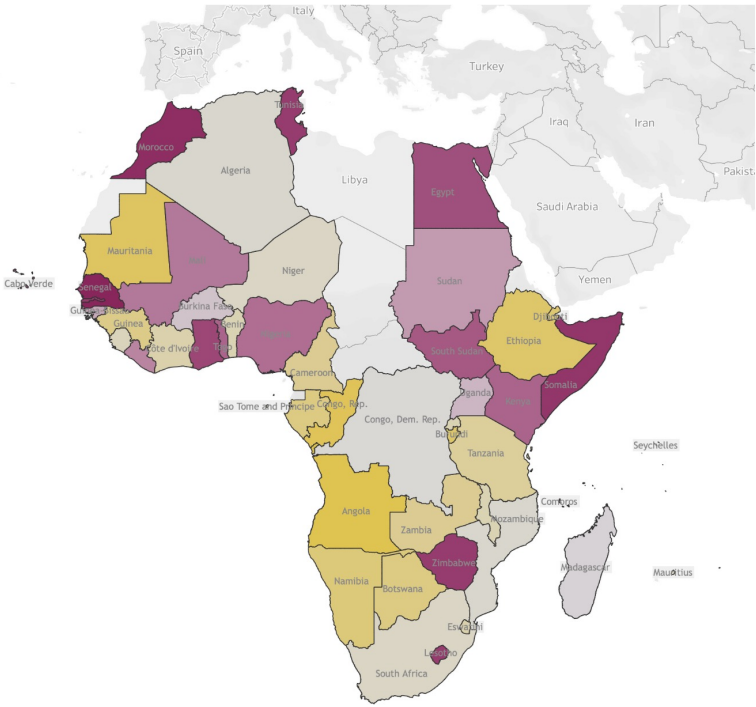 Italy
Spain
Turkey
Tunisia
Iraq
Iran
Morocco
Algeria
Pakist
Libya
Egypt
Saudi Arabia
Mauritania
Mali
Niger
Sudan
Yemen
Cabo Verde
Senegal
Burkina Faso
Guinea
Benin
Djibouti
Côte d'Ivoire
Togo
Nigeria
Ethiopia
South Sudan
Cameroon
Somalia
Uganda
Kenya
Sao Tome and Principe
Congo, Rep.
Congo, Dem. Rep.
Burundi
Seychelles
Tanzania
Comoros
Angola
Mozambique
Zambia
Zimbabwe
Madagascar
Mauritius
Namibia
Botswana
Eswatini
Lesotho
South Africa